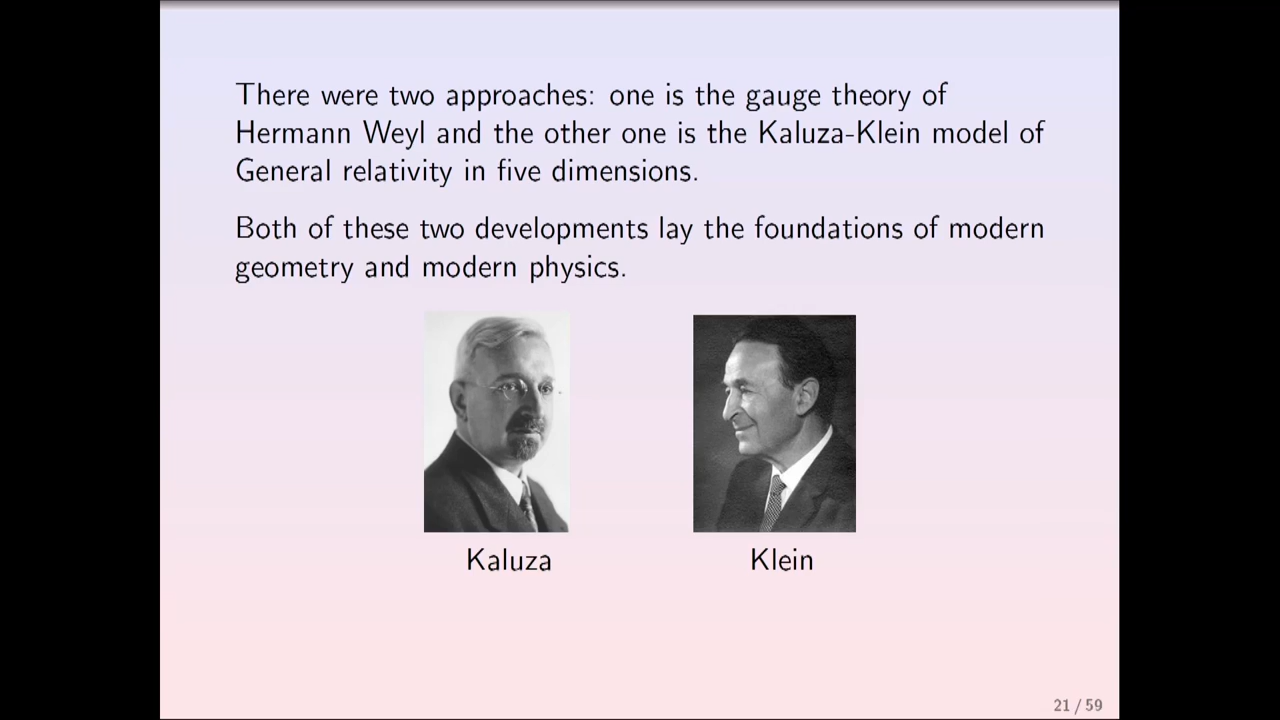 There were two approaches: one is the gauge theory of
Hermann Weyl and the other one is the Kaluza-Klein model of
General relativity in five dimensions.
Both of these two developments lay the foundations of modern
geometry and modern physics.
Kaluza
Klein
21 / 59